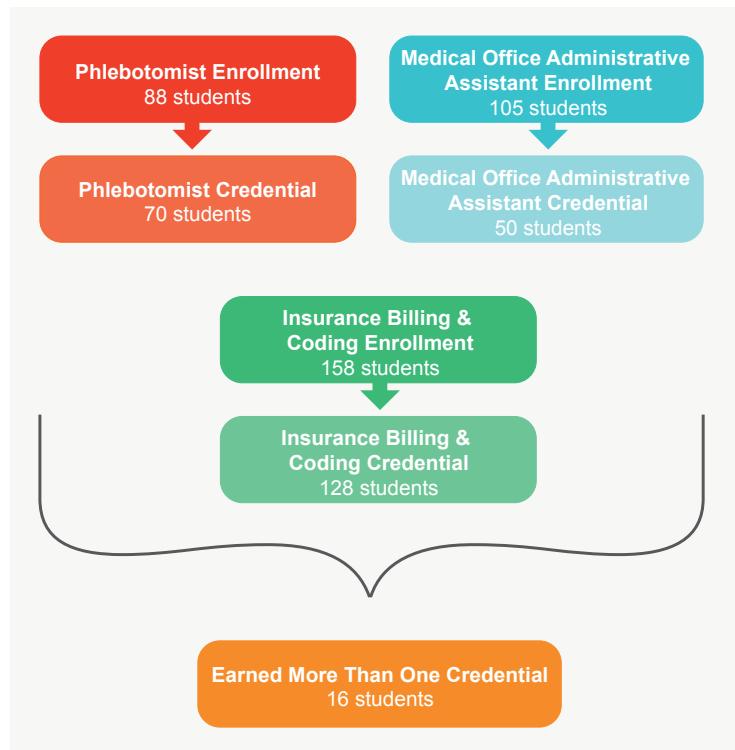 Phlebotomist Enrollment
88 students
Medical Office Administrative
Assistant Enrollment
105 students
Phlebotomist Credential
70 students
Medical Office Administrative
Assistant Credential
50 students
Insurance Billing &
Coding Enrollment
158 students
Insurance Billing &
Coding Credential
128 students
Earned More Than One Credential
16 students